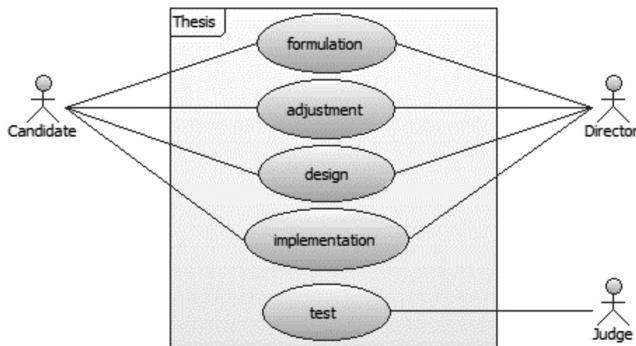 Thesis
formulation
Candidate
adjustment
Director
design
implementation
test
Judge